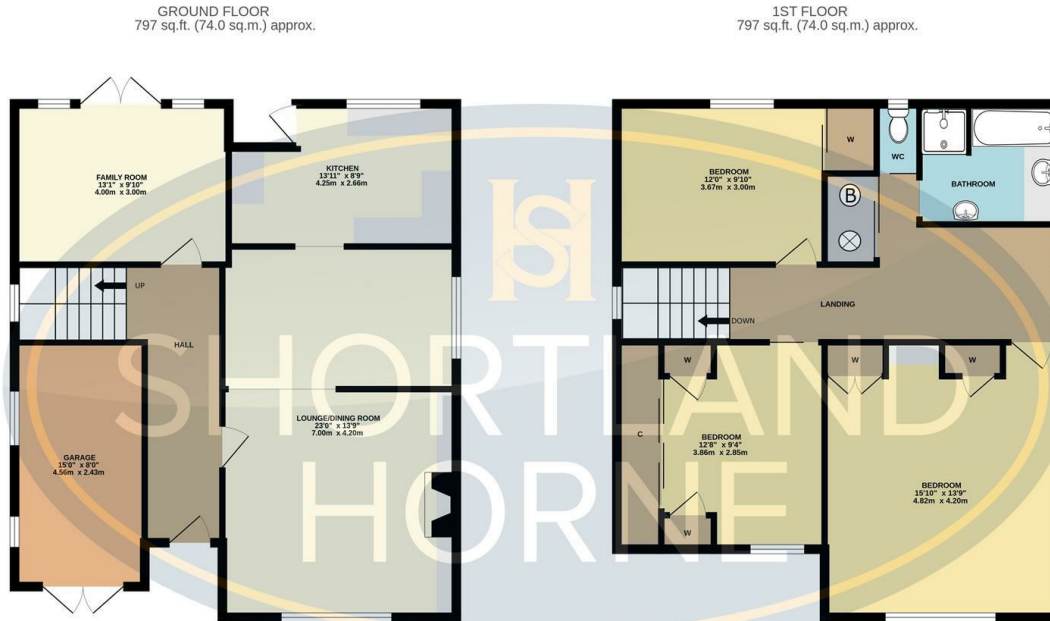 GROUND FLOOR
797 sq.ft. (74.0 sq.m.) approx.
1ST FLOOR
797 sq.ft. (74.0 sq.m.) approx.
FAMILY ROOM
13'1" x 9'10"
4.00m x 3.00m
KITCHEN
13'11" x 8'9"
4.25m x 2.66m
UP
HALL
LOUNGE/DINING ROOM
23'0" x 13'9"
7.00m x 4.20m
GARAGE
15'0" x 8'0"
4.56m x 2.43m
BEDROOM
12'0" x 9'10"
3.67m x 3.00m
W
WC
B
BATHROOM
LANDING
DOWN
W
W
W
C
BEDROOM
12'8" x 9'4"
3.86m x 2.85m
W
BEDROOM
15'10" x 13'9"
4.82m x 4.20m
SH
SHORTLAND
HORNE